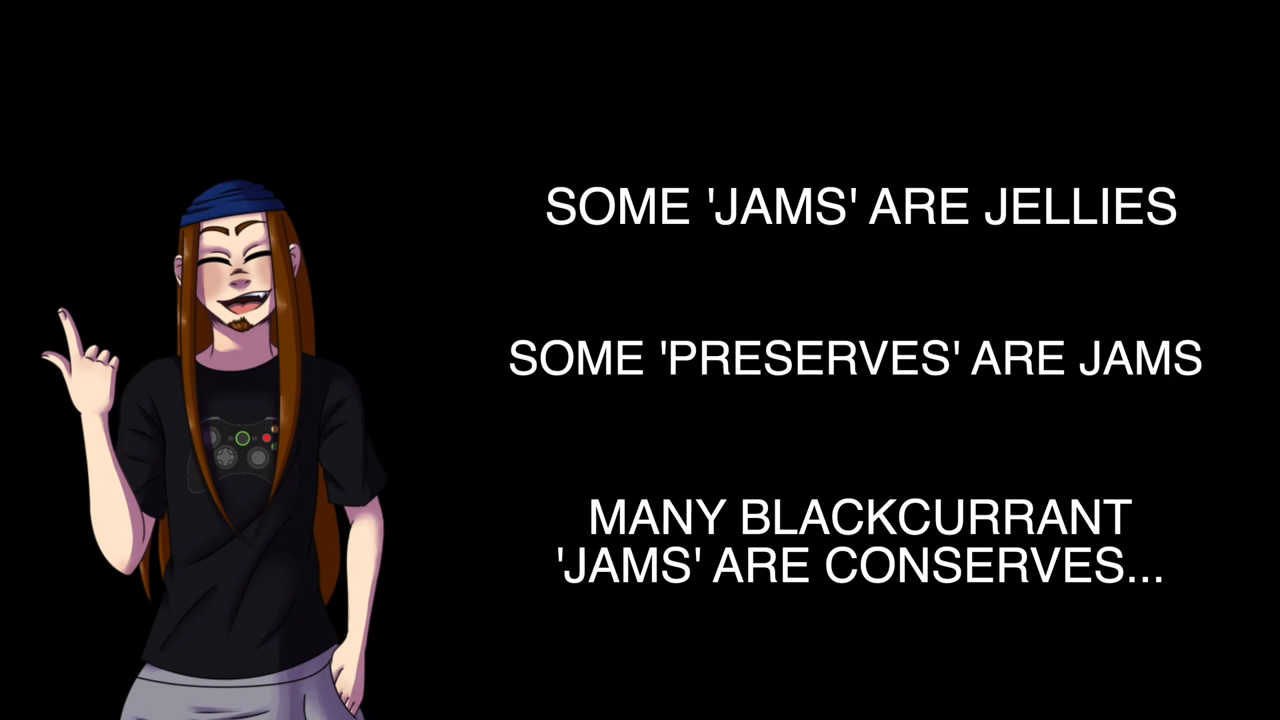 SOME 'JAMS' ARE JELLIES
SOME 'PRESERVES' ARE JAMS
MANY BLACKCURRANT
'JAMS' ARE CONSERVES...